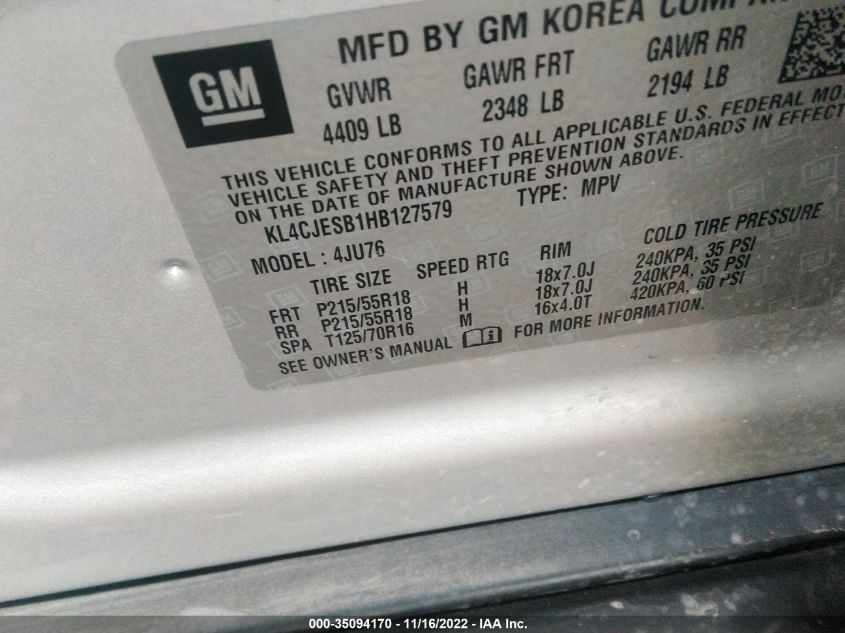 GM
MFD BY GM KOREA
GVWR GAWR FRT GAWR RR
4409 LB 2348 LB 2194 LB
THIS VEHICLE CONFORMS TO ALL APPLICABLE U.S. FEDERAL
VEHICLE SAFETY AND THEFT PREVENTION STANDARDS IN EFFECT
ON THE DATE OF MANUFACTURE SHOWN ABOVE.
KL4CJESB1HB127579 TYPE: MPV
MODEL : 4JU76
TIRE SIZE SPEED RTG RIM COLD TIRE PRESSURE
FRT P215/55R18 H 18x7.0J 240KPA, 35 PSI
RR P215/55R18 H 18x7.0J 240KPA, 35 PSI
SPA T125/70R16 M 16x4.0T 420KPA, 60 PSI
SEE OWNER'S MANUAL FOR MORE INFORMATION.
000-35094170 - 11/16/2022 - IAA Inc.